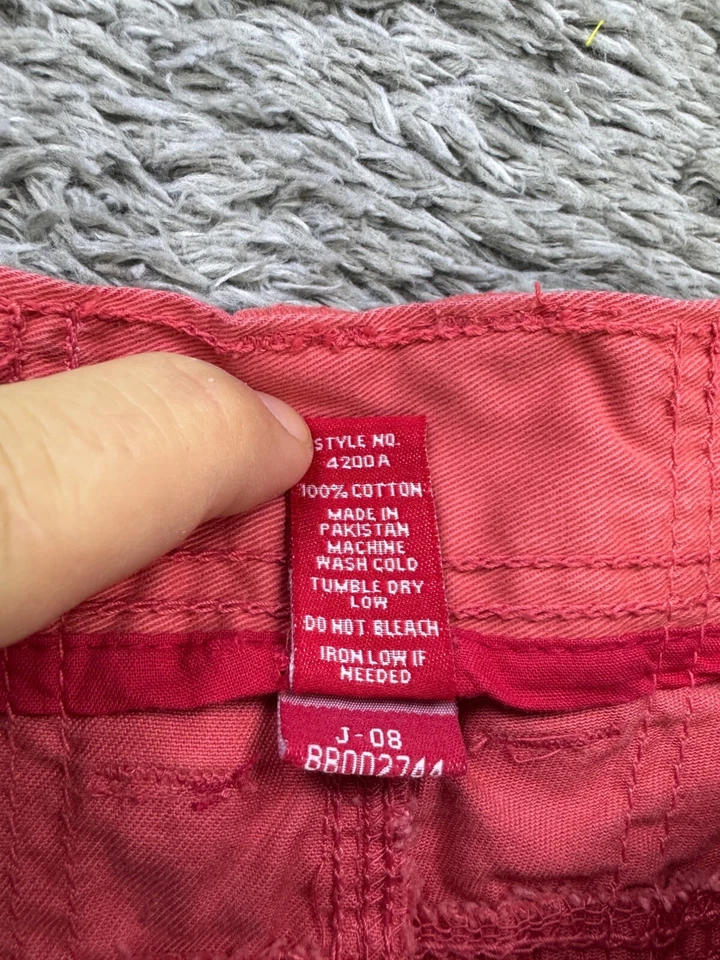 STYLE NO.
4200A
100% COTTON
MADE IN
PAKISTAN
MACHINE
WASH COLD
TUMBLE DRY
LOW
DO NOT BLEACH
IRON LOW IF
NEEDED
J-08
BB002744